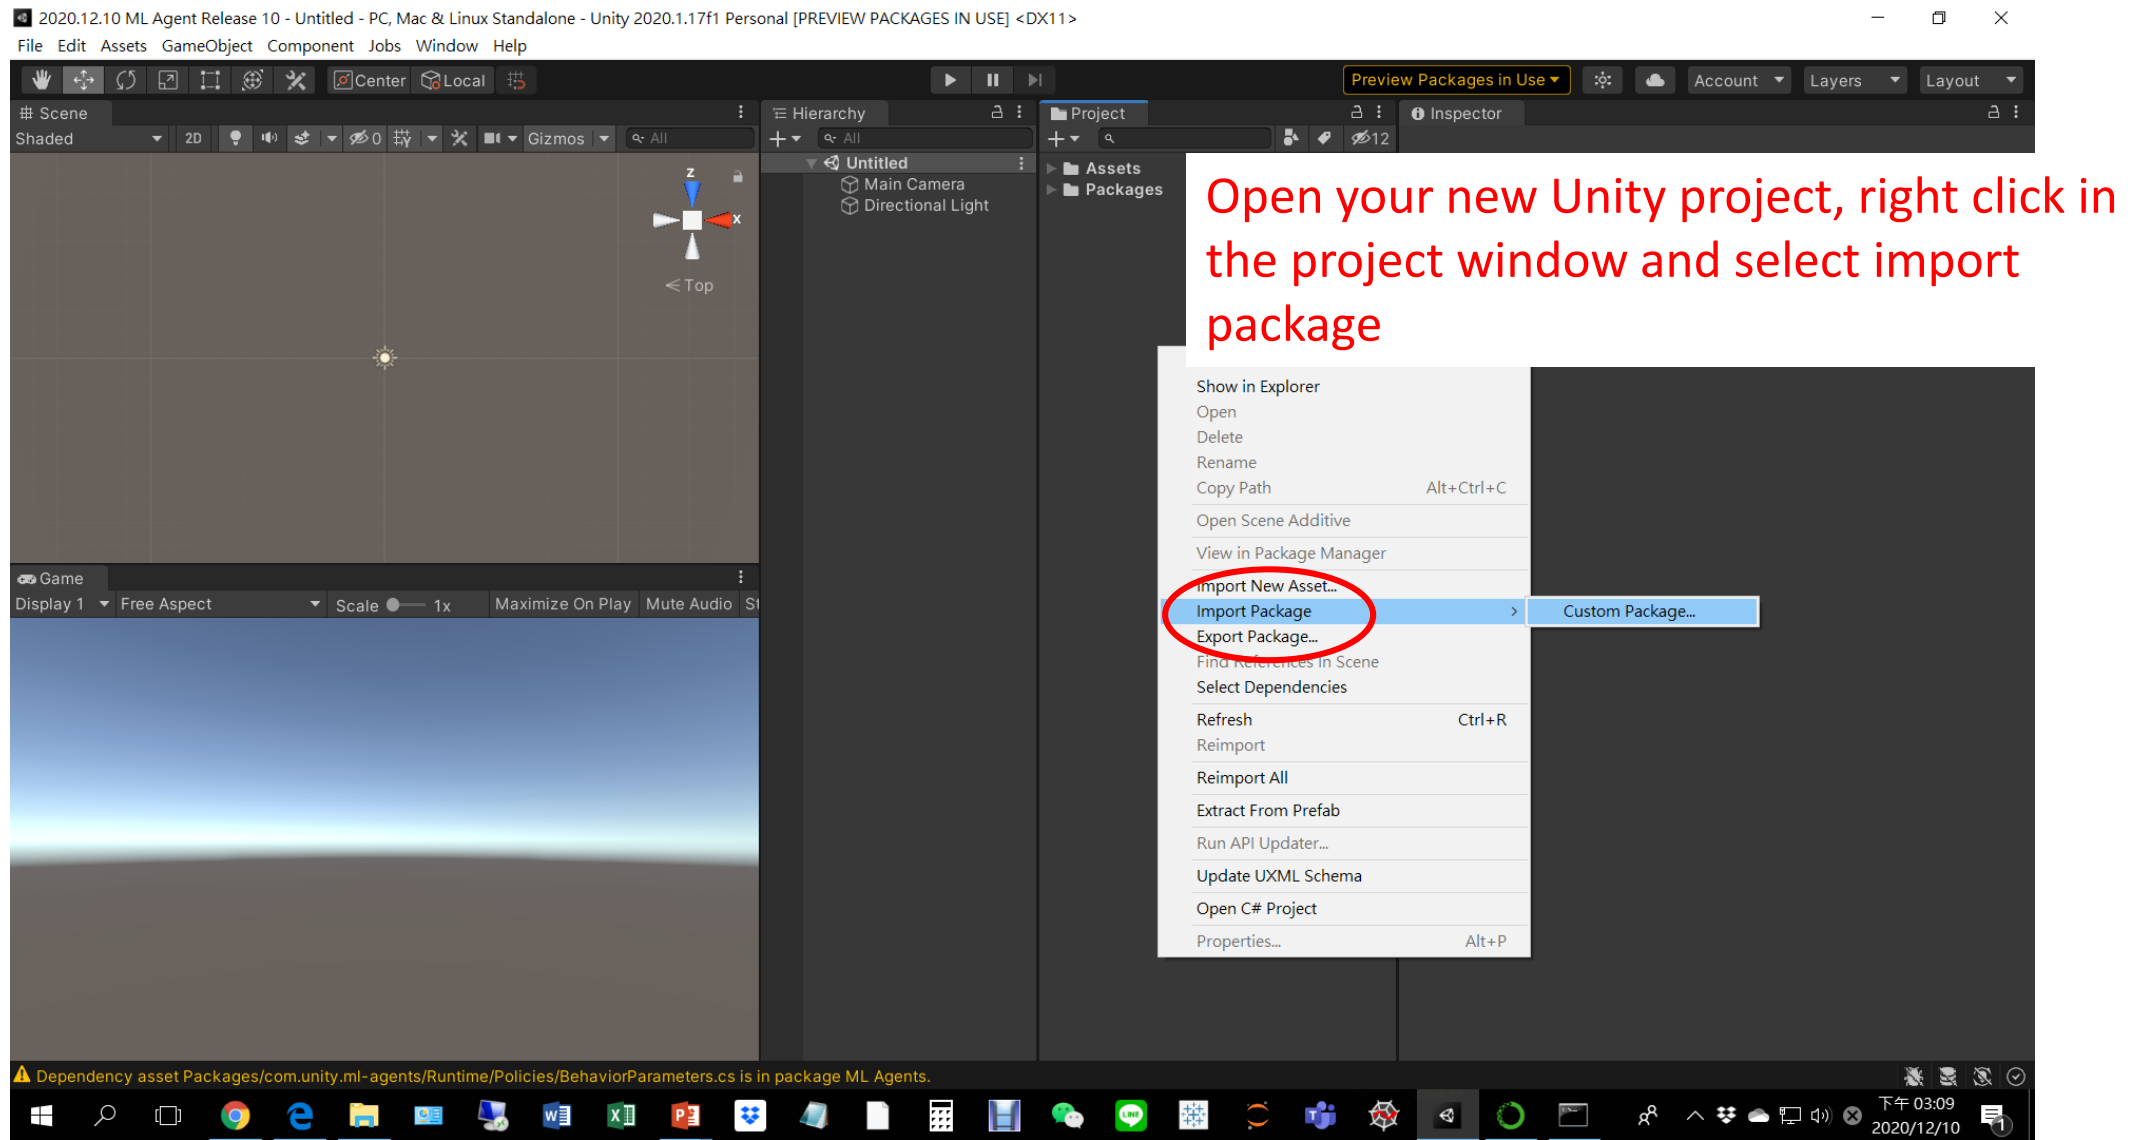 2020.12.10 ML Agent Release 10 - Untitled - PC, Mac & Linux Standalone - Unity 2020.1.17f1 Personal [PREVIEW PACKAGES IN USE] <DX11>
File Edit Assets GameObject Component Jobs Window Help
Center Local Preview Packages in Use Account Layers Layout
Scene
Shaded 2D 0 Gizmos All
z
x
Top
Hierarchy
All
Untitled
Main Camera
Directional Light
Project
12
Assets
Packages
Inspector
Open your new Unity project, right click in
the project window and select import
package
Show in Explorer
Open
Delete
Rename
Copy Path Alt+Ctrl+C
Open Scene Additive
View in Package Manager
Import New Asset...
Import Package > Custom Package...
Export Package...
Find References In Scene
Select Dependencies
Refresh Ctrl+R
Reimport
Reimport All
Extract From Prefab
Run API Updater...
Update UXML Schema
Open C# Project
Properties... Alt+P
Game
Display 1 Free Aspect Scale 1x Maximize On Play Mute Audio St
Dependency asset Packages/com.unity.ml-agents/Runtime/Policies/BehaviorParameters.cs is in package ML Agents.
下午 03:09
2020/12/10
1